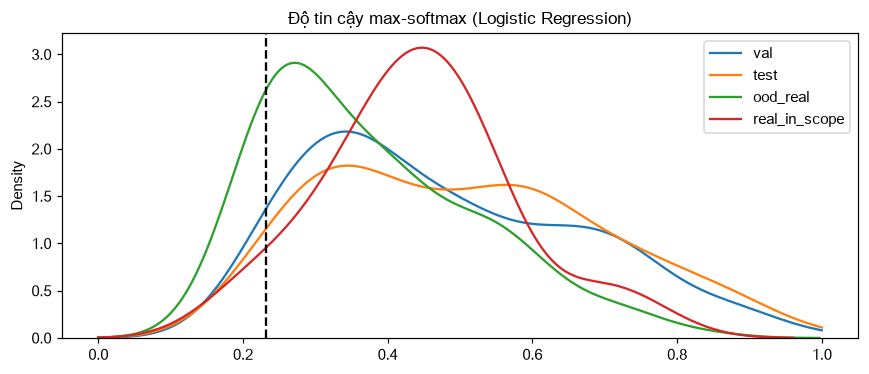 Độ tin cậy max-softmax (Logistic Regression)
val
test
ood_real
real_in_scope
Density
3.0
2.5
2.0
1.5
1.0
0.5
0.0
0.0 0.2 0.4 0.6 0.8 1.0